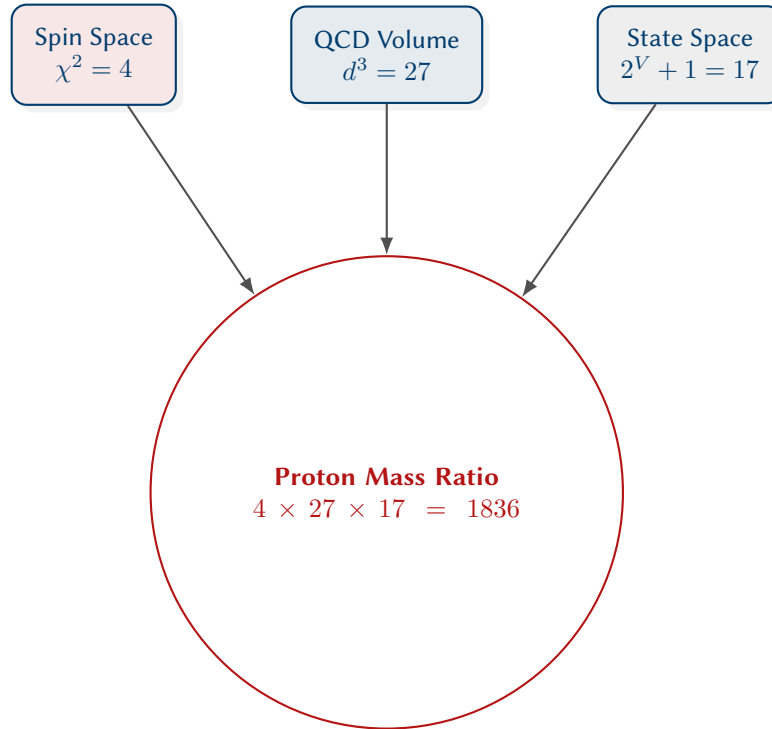 Spin Space
χ² = 4
QCD Volume
d³ = 27
State Space
2^V + 1 = 17
Proton Mass Ratio
4 × 27 × 17 = 1836